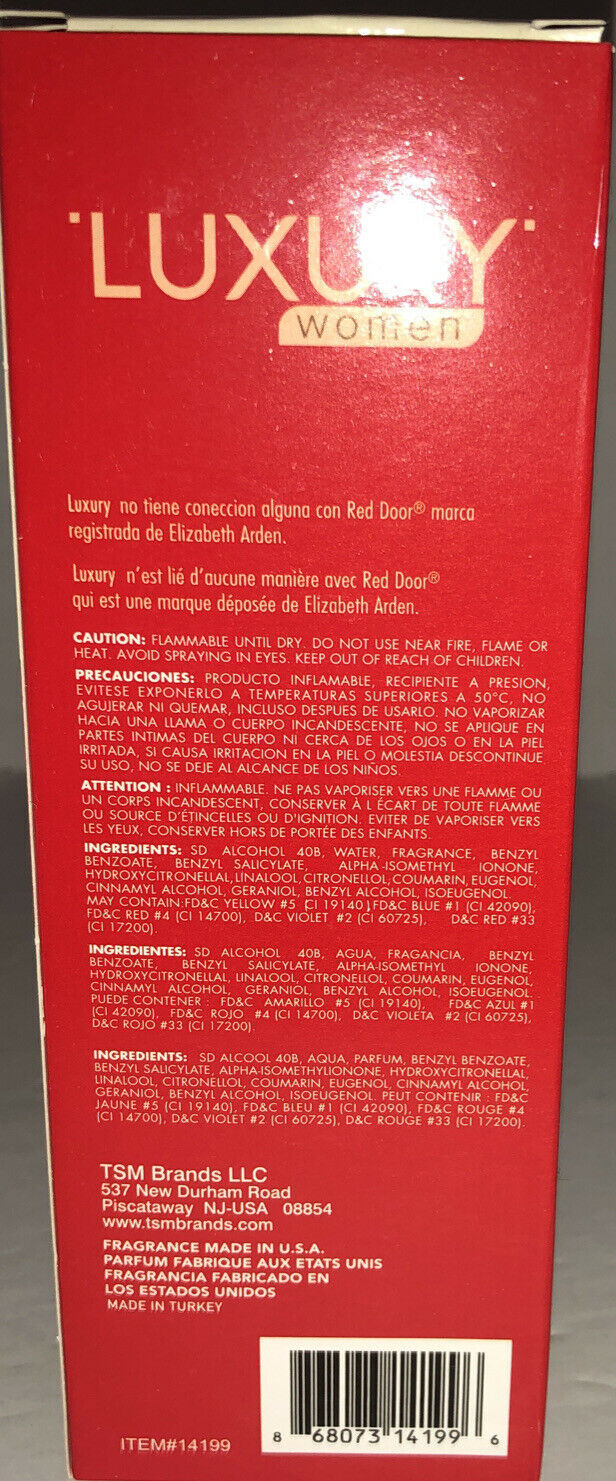 LUXURY
women
Luxury no tiene coneccion alguna con Red Door® marca
registrada de Elizabeth Arden.
Luxury n'est lié d'aucune manière avec Red Door®
qui est une marque déposée de Elizabeth Arden.
CAUTION: FLAMMABLE UNTIL DRY. DO NOT USE NEAR FIRE, FLAME OR
HEAT. AVOID SPRAYING IN EYES. KEEP OUT OF REACH OF CHILDREN.
PRECAUCIONES: PRODUCTO INFLAMABLE, RECIPIENTE A PRESION,
EVITESE EXPONERLO A TEMPERATURAS SUPERIORES A 50°C, NO
AGUJERAR NI QUEMAR, INCLUSO DESPUES DE USARLO. NO VAPORIZAR
HACIA UNA LLAMA O CUERPO INCANDESCENTE, NO SE APLIQUE EN
PARTES INTIMAS DEL CUERPO NI CERCA DE LOS OJOS O EN LA PIEL
IRRITADA, SI CAUSA IRRITACION EN LA PIEL O MOLESTIA DESCONTINUE
SU USO, NO SE DEJE AL ALCANCE DE LOS NIÑOS.
ATTENTION : INFLAMMABLE. NE PAS VAPORISER VERS UNE FLAMME OU
UN CORPS INCANDESCENT, CONSERVER À L ÉCART DE TOUTE FLAMME
OU SOURCE D'ÉTINCELLES OU D'IGNITION. EVITER DE VAPORISER VERS
LES YEUX, CONSERVER HORS DE PORTÉE DES ENFANTS.
INGREDIENTS: SD ALCOHOL 40B, WATER, FRAGRANCE, BENZYL
BENZOATE, BENZYL SALICYLATE, ALPHA-ISOMETHYL IONONE,
HYDROXYCITRONELLAL, LINALOOL, CITRONELLOL, COUMARIN, EUGENOL,
CINNAMYL ALCOHOL, GERANIOL, BENZYL ALCOHOL, ISOEUGENOL.
MAY CONTAIN:FD&C YELLOW #5 (CI 19140) FD&C BLUE #1 (CI 42090),
FD&C RED #4 (CI 14700), D&C VIOLET #2 (CI 60725), D&C RED #33
(CI 17200).
INGREDIENTES: SD ALCOHOL 40B, AGUA, FRAGANCIA, BENZYL
BENZOATE, BENZYL SALICYLATE, ALPHA-ISOMETHYL IONONE,
HYDROXYCITRONELLAL, LINALOOL, CITRONELLOL, COUMARIN, EUGENOL,
CINNAMYL ALCOHOL, GERANIOL, BENZYL ALCOHOL, ISOELIGENOL.
PUEDE CONTENER : FD&C AMARILLO #5 (CI 19140), FD&C AZUL #1
(CI 42090), FD&C ROJO #4 (CI 14700), D&C VIOLETA #2 (CI 60725),
D&C ROJO #33 (CI 17200).
INGREDIENTS: SD ALCOOL 40B, AQUA, PARFUM, BENZYL BENZOATE,
BENZYL SALICYLATE, ALPHA-ISOMETHYLIONONE, HYDROXYCITRONELLAL,
LINALOOL, CITRONELLOL, COUMARIN, EUGENOL, CINNAMYL ALCOHOL,
GERANIOL, BENZYL ALCOHOL, ISOEUGENOL. PEUT CONTENIR : FD&C
JAUNE #5 (CI 19140), FD&C BLEU #1 (CI 42090), FD&C ROUGE #4
(CI 14700), D&C VIOLET #2 (CI 60725), D&C ROUGE #33 (CI 17200).
TSM Brands LLC
537 New Durham Road
Piscataway NJ-USA 08854
www.tsmbrands.com
FRAGRANCE MADE IN U.S.A.
PARFUM FABRIQUE AUX ETATS UNIS
FRAGRANCIA FABRICADO EN
LOS ESTADOS UNIDOS
MADE IN TURKEY
ITEM#14199
8 68073 14199 6